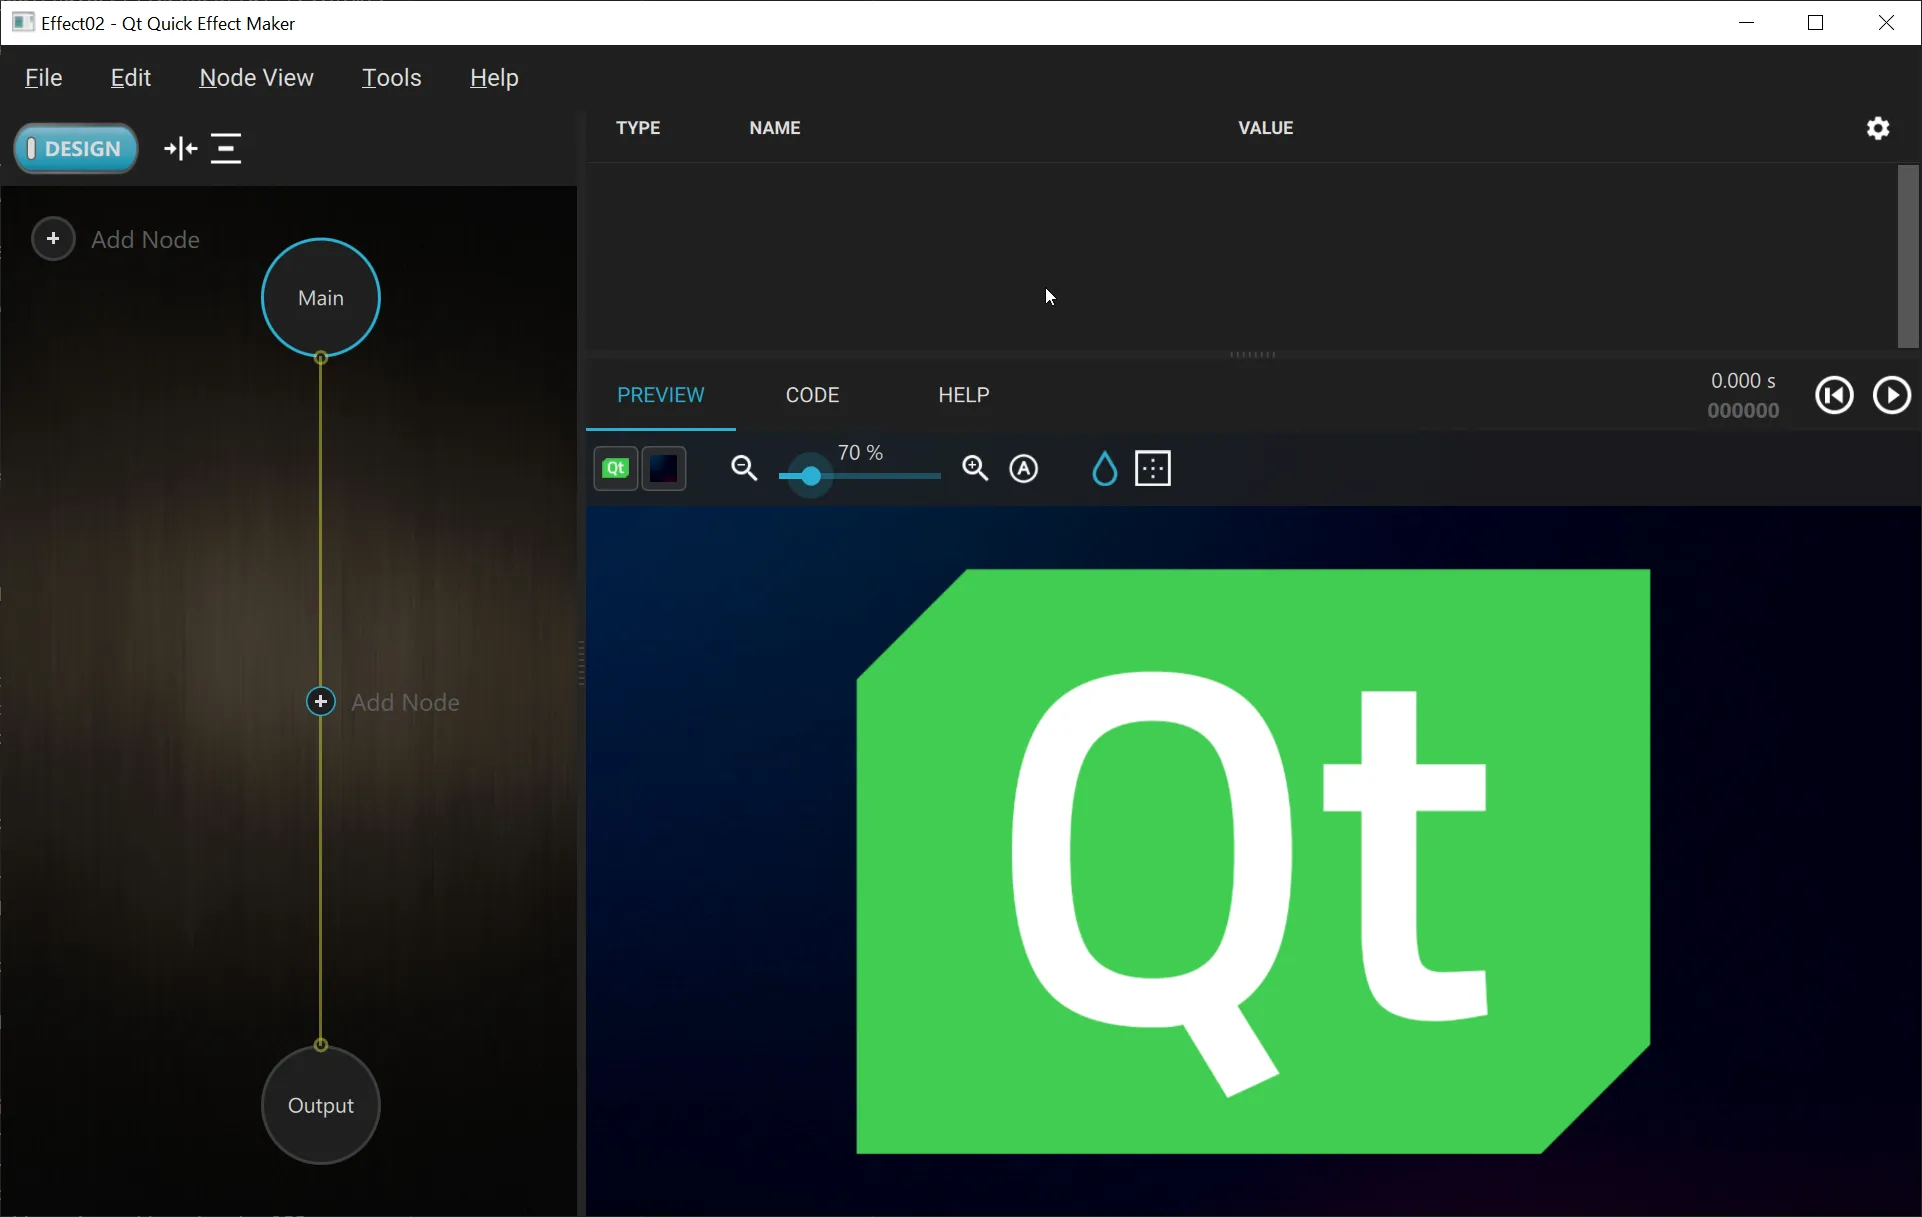 Effect02 - Qt Quick Effect Maker
File Edit Node View Tools Help
DESIGN
TYPE NAME VALUE
Add Node
Main
Add Node
Output
PREVIEW CODE HELP
0.000 s
000000
Qt
70 %
A
Qt